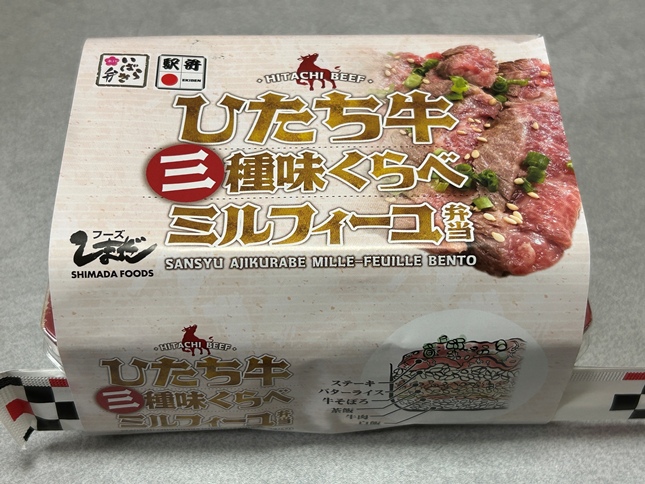 いばらき弁
駅弁
EKIBEN
HITACHI BEEF
ひたち牛
三種味くらべ
ミルフィーユ弁当
SANSYU AJIKURABE MILLE-FEUILLE BENTO
フーズしまだ
SHIMADA FOODS
HITACHI BEEF
ひたち牛
三種味くらべ
ミルフィーユ弁当
ステーキ
バターライス
牛そぼろ
茶飯
牛肉
白飯